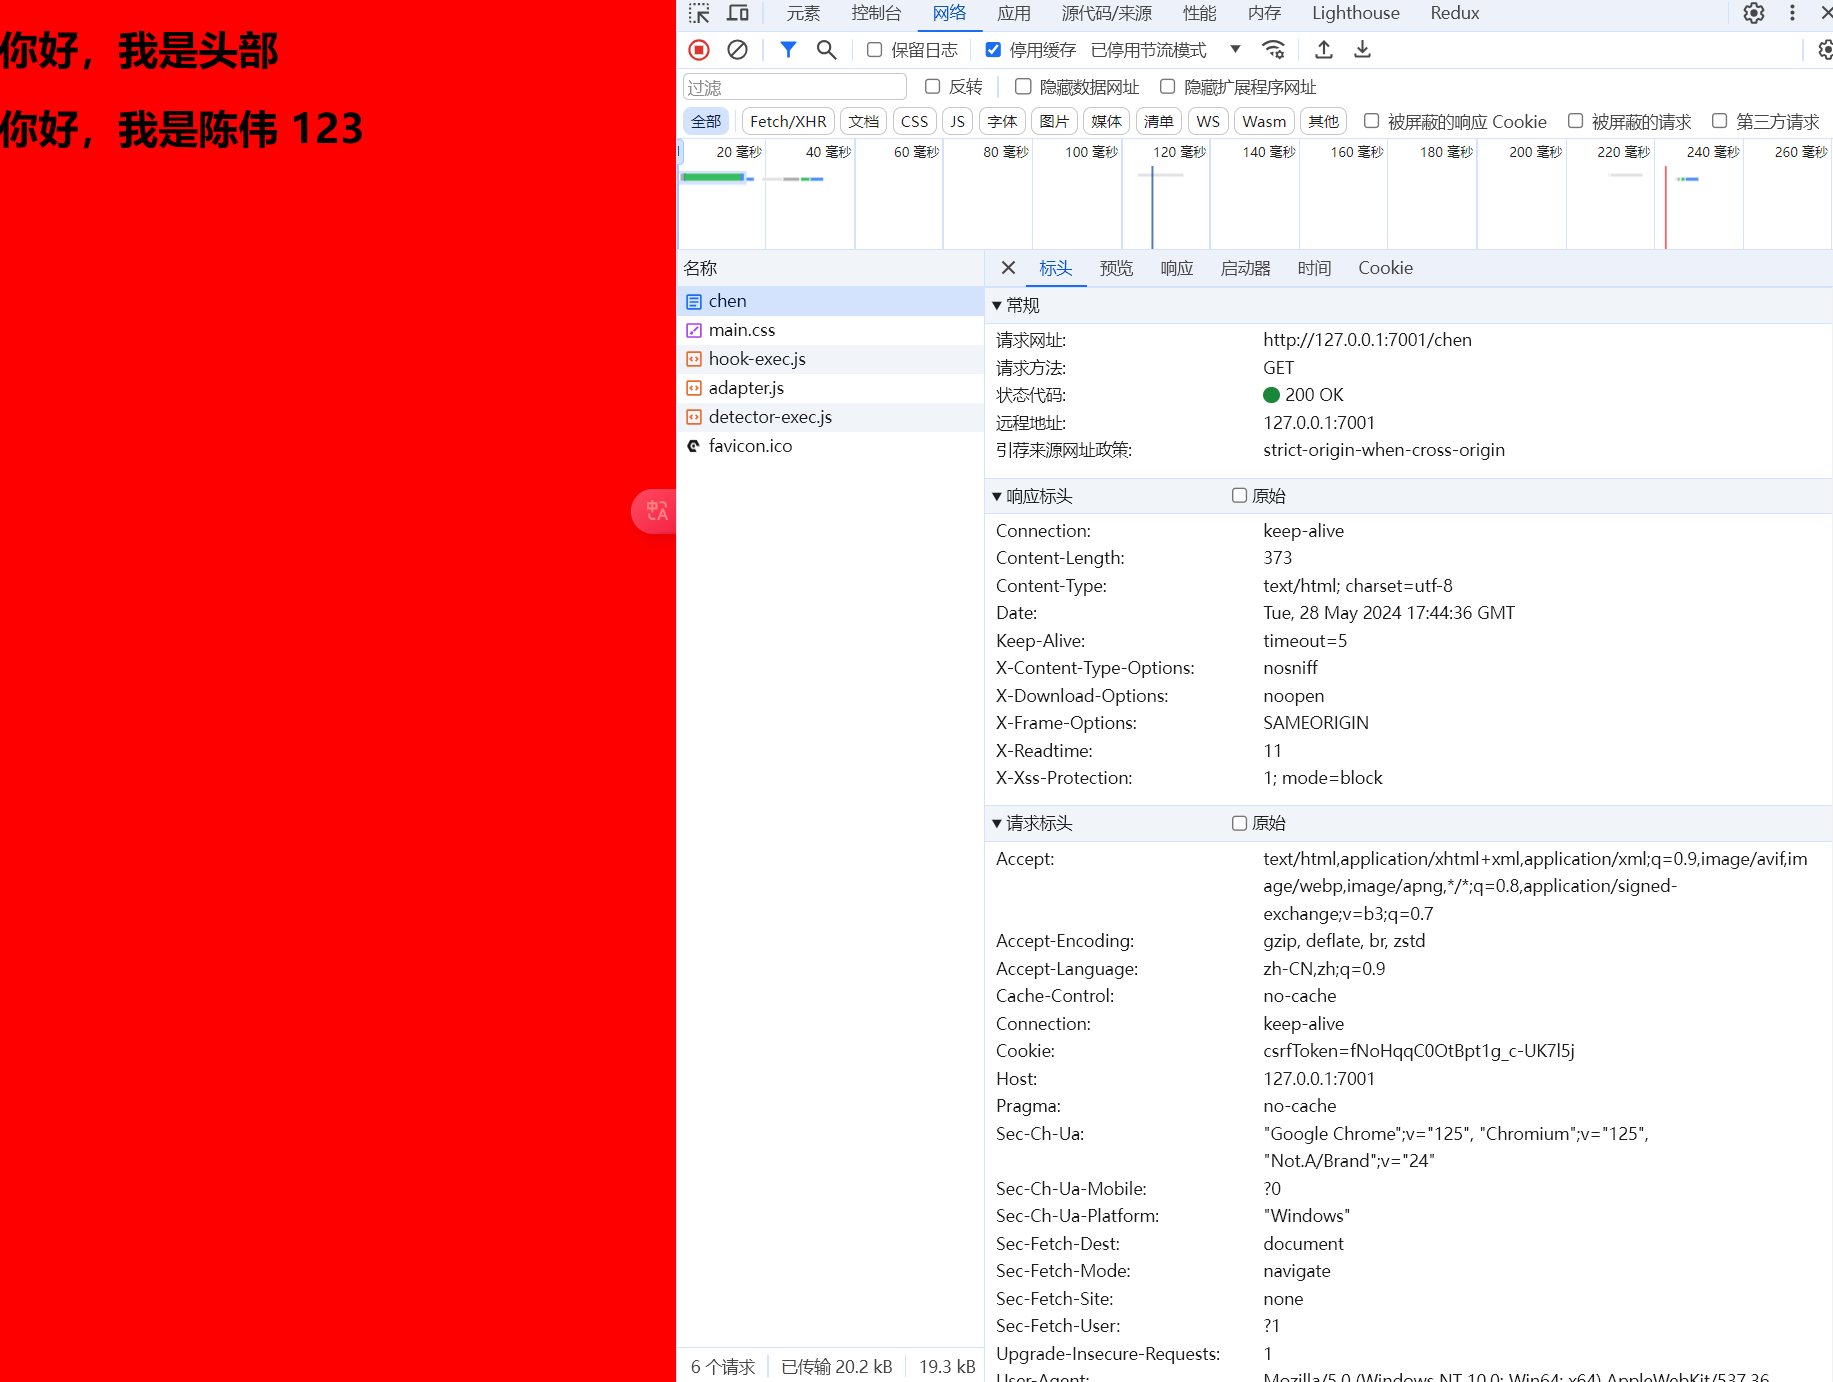 你好，我是头部
你好，我是陈伟 123
元素 控制台 网络 应用 源代码/来源 性能 内存 Lighthouse Redux
保留日志 停用缓存 已停用节流模式
过滤 反转 隐藏数据网址 隐藏扩展程序网址
全部 Fetch/XHR 文档 CSS JS 字体 图片 媒体 清单 WS Wasm 其他 被屏蔽的响应 Cookie 被屏蔽的请求 第三方请求
20 毫秒 40 毫秒 60 毫秒 80 毫秒 100 毫秒 120 毫秒 140 毫秒 160 毫秒 180 毫秒 200 毫秒 220 毫秒 240 毫秒 260 毫秒
名称
chen
main.css
hook-exec.js
adapter.js
detector-exec.js
favicon.ico
6 个请求 已传输 20.2 kB 19.3 kB
标头 预览 响应 启动器 时间 Cookie
常规
请求网址: http://127.0.0.1:7001/chen
请求方法: GET
状态代码: 200 OK
远程地址: 127.0.0.1:7001
引荐来源网址政策: strict-origin-when-cross-origin
响应标头 原始
Connection: keep-alive
Content-Length: 373
Content-Type: text/html; charset=utf-8
Date: Tue, 28 May 2024 17:44:36 GMT
Keep-Alive: timeout=5
X-Content-Type-Options: nosniff
X-Download-Options: noopen
X-Frame-Options: SAMEORIGIN
X-Readtime: 11
X-Xss-Protection: 1; mode=block
请求标头 原始
Accept: text/html,application/xhtml+xml,application/xml;q=0.9,image/avif,im
age/webp,image/apng,*/*;q=0.8,application/signed-
exchange;v=b3;q=0.7
Accept-Encoding: gzip, deflate, br, zstd
Accept-Language: zh-CN,zh;q=0.9
Cache-Control: no-cache
Connection: keep-alive
Cookie: csrfToken=fNoHqqC0OtBpt1g_c-UK7l5j
Host: 127.0.0.1:7001
Pragma: no-cache
Sec-Ch-Ua: "Google Chrome";v="125", "Chromium";v="125",
"Not.A/Brand";v="24"
Sec-Ch-Ua-Mobile: ?0
Sec-Ch-Ua-Platform: "Windows"
Sec-Fetch-Dest: document
Sec-Fetch-Mode: navigate
Sec-Fetch-Site: none
Sec-Fetch-User: ?1
Upgrade-Insecure-Requests: 1
User-Agent: Mozilla/5.0 (Windows NT 10.0; Win64; x64) AppleWebKit/537.36